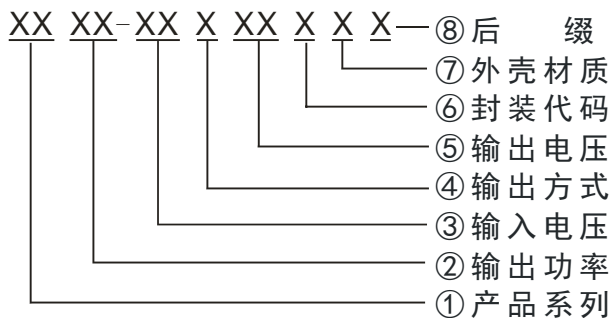 XX XX-XX X XX X X X
⑧后 缀
⑦外壳材质
⑥封装代码
⑤输出电压
④输出方式
③输入电压
②输出功率
①产品系列